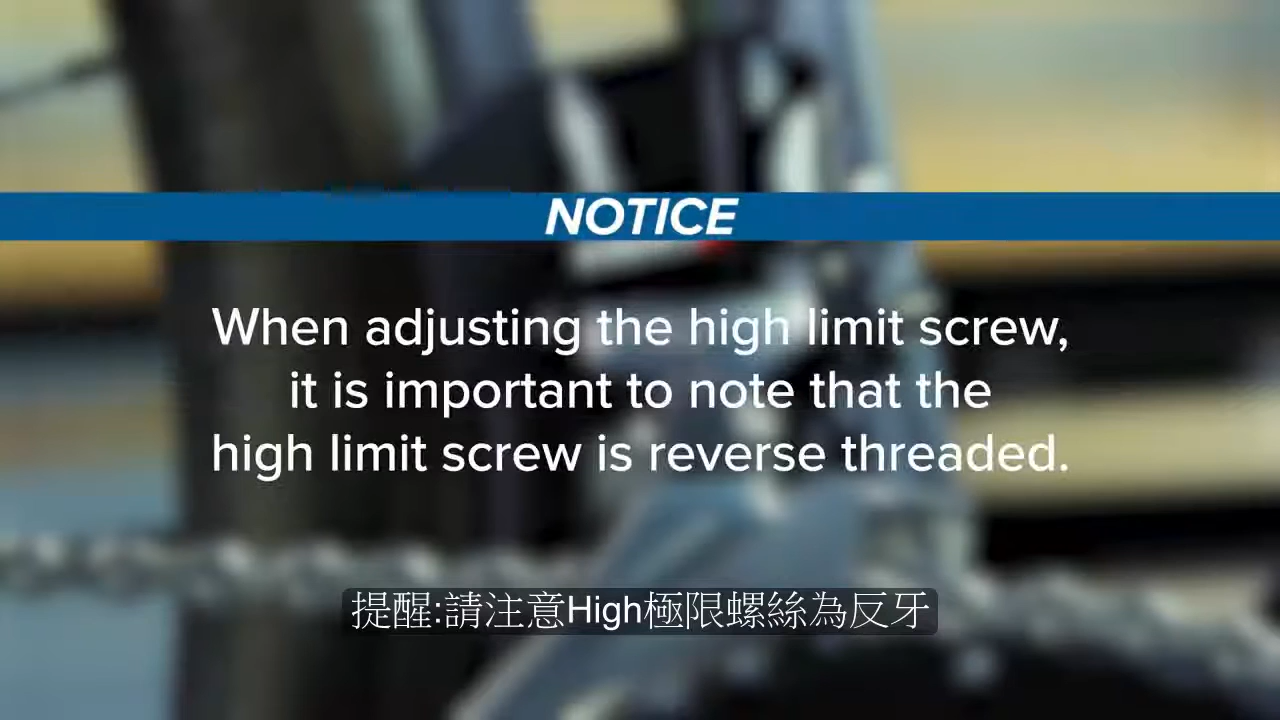 NOTICE
When adjusting the high limit screw,
it is important to note that the
high limit screw is reverse threaded.
提醒:請注意High極限螺絲為反牙